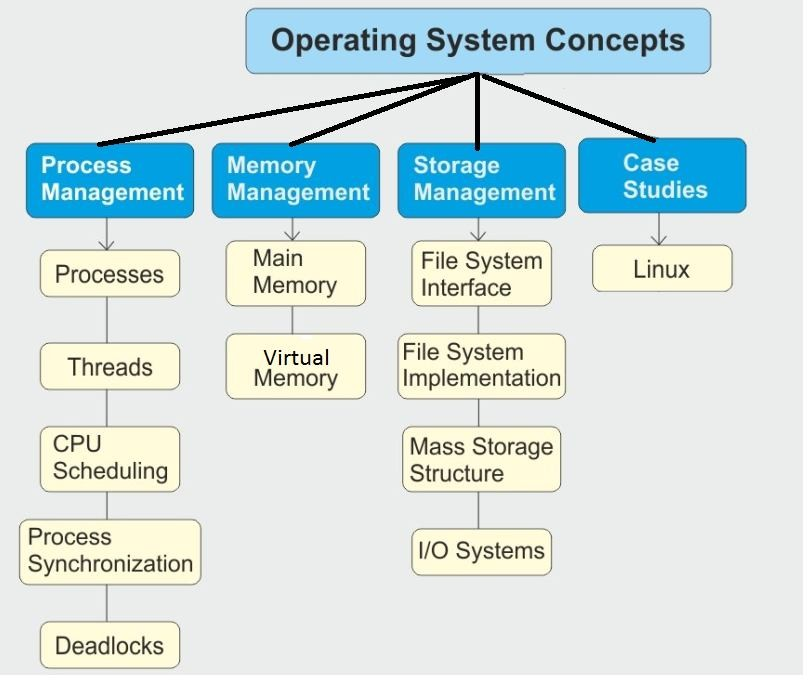 Operating System Concepts
Process
Management
Memory
Management
Storage
Management
Case
Studies
Processes
Threads
CPU
Scheduling
Process
Synchronization
Deadlocks
Main
Memory
Virtual
Memory
File System
Interface
File System
Implementation
Mass Storage
Structure
I/O Systems
Linux